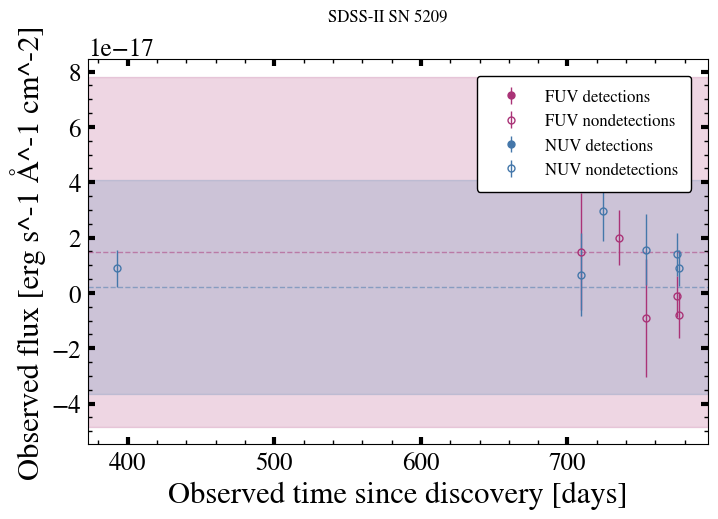 SDSS-II SN 5209
1e−17
8
6
4
2
0
−2
−4
Observed flux [erg s^-1 Å^-1 cm^-2]
FUV detections
FUV nondetections
NUV detections
NUV nondetections
400
500
600
700
Observed time since discovery [days]